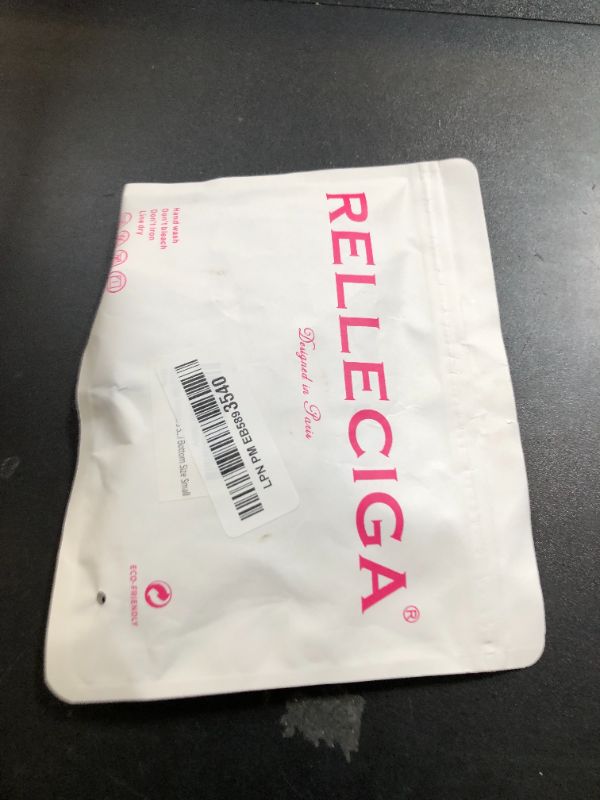 RELLECIGA®
Designed in Paris
LPN PM EB5893540
/ Bottom Size Small
Hand wash
Don't bleach
Don't iron
Line dry
ECO-FRIENDLY